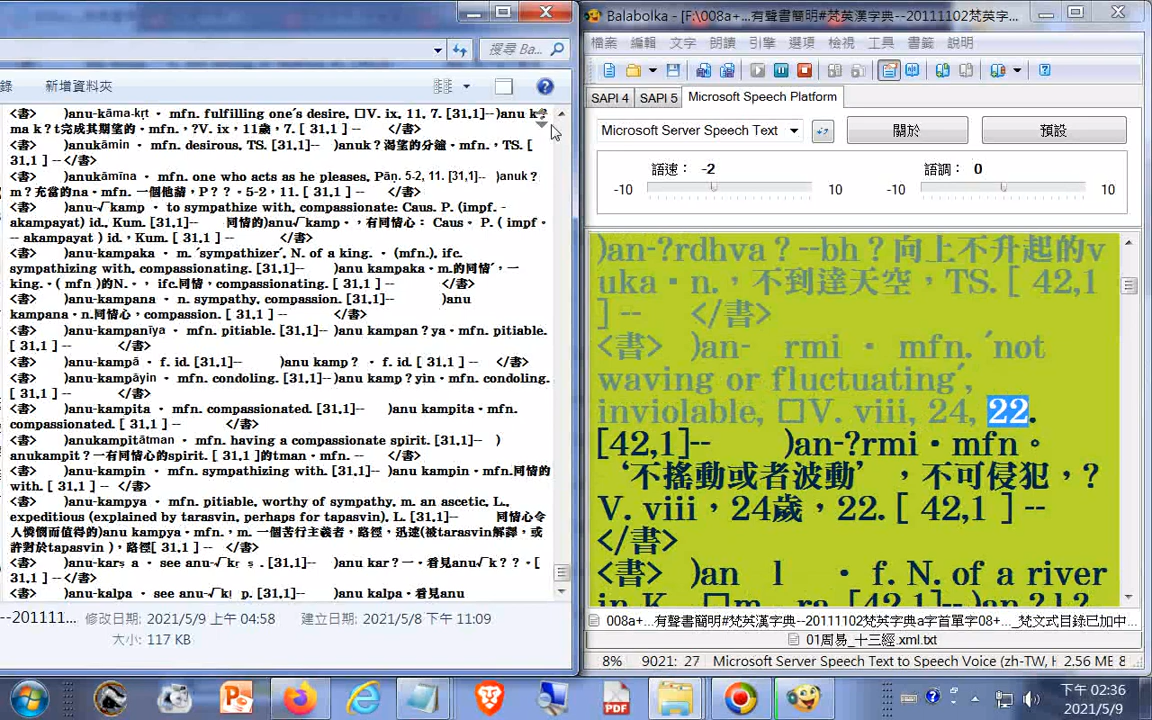 搜尋 Ba...
錄 新增資料夾
<書> )anu-kāma-kṛt · mfn. fulfilling one´s desire, □V. ix, 11, 7. [31,1]-- )anu k?
ma k?t完成其期望的·mfn.,?V. ix,11歲,7. [ 31,1 ] </書>
<書> )anukāmin · mfn. desirous, TS. [31,1]-- )anuk?渴望的分鐘·mfn.,TS. [
31,1 ] -- </書>
<書> )anukāmīna · mfn. one who acts as he pleases, Pāṇ. 5-2, 11. [31,1]-- )anuk?
m?充當的na·mfn. 一個他請,P??。5-2,11. [ 31,1 ] </書>
<書> )anu-√kamp · to sympathize with, compassionate: Caus. P. (impf. -
akampayat) id., Kum. [31,1]-- 同情的)anu√kamp·,有同情心: Caus· P. ( impf·
-- akampayat ) id., Kum. [ 31,1 ] </書>
<書> )anu-kampaka · m. ´sympathizer´, N. of a king. · (mfn.), ifc.
sympathizing with, compassionating. [31,1]-- )anu kampaka·m.的同情´,一
king.·( mfn )的N.·, ifc.同情, compassionating. [ 31,1 ] </書>
<書> )anu-kampana · n. sympathy, compassion. [31,1]-- )anu
kampana·n.同情心, compassion. [ 31,1 ] </書>
<書> )anu-kampanīya · mfn. pitiable. [31,1]-- )anu kampan?ya·mfn. pitiable.
[ 31,1 ] </書>
<書> )anu-kampā · f. id. [31,1]-- )anu kamp? · f. id. [ 31,1 ] -- </書>
<書> )anu-kampāyin · mfn. condoling. [31,1]-- )anu kamp?yin·mfn. condoling.
[ 31,1 ] -- </書>
<書> )anu-kampita · mfn. compassionated. [31,1]-- )anu kampita·mfn.
compassionated. [ 31,1 ] </書>
<書> )anukampitātman · mfn. having a compassionate spirit. [31,1]-- )
anukampit?一有同情心的spirit. [ 31,1 ]的tman·mfn. -- </書>
<書> )anu-kampin · mfn. sympathizing with. [31,1]-- )anu kampin·mfn.同情的
with. [ 31,1 ] -- </書>
<書> )anu-kampya · mfn. pitiable, worthy of sympathy, m. an ascetic, L.,
expeditious (explained by tarasvin, perhaps for tapasvin), L. [31,1]-- 同情心令
人憐憫而值得的)anu kampya·mfn.,m. 一個苦行主義者,路徑,迅速(被tarasvin解譯,或
許對於tapasvin ),路徑[ 31,1 ] -- </書>
<書> )anu-karṣa · see anu-√kṛṣ. [31,1]-- )anu kar?一·看見anu√k??·[
31,1 ] -- </書>
<書> )anu-kalpa · see anu-√kḷp. [31,1]-- )anu kalpa·看見anu
--201111... 修改日期: 2021/5/9 上午 04:58 建立日期: 2021/5/8 下午 11:09
大小: 117 KB
Balabolka - [F:\008a+...有聲書簡明#梵英漢字典--20111102梵英字...
檔案 編輯 文字 朗讀 引擎 選項 檢視 工具 書籤 說明
SAPI 4 SAPI 5 Microsoft Speech Platform
Microsoft Server Speech Text 關於 預設
語速: -2 語調: 0
-10 10 -10 10
)an-?rdhva?--bh?向上不升起的v
uka·n.,不到達天空,TS. [ 42,1
] -- </書>
<書> )an- rmi · mfn. ´not
waving or fluctuating´,
inviolable, □V. viii, 24, 22.
[42,1]-- )an-?rmi·mfn。
‘不搖動或者波動’,不可侵犯,?
V. viii,24歲,22. [ 42,1 ] --
</書>
<書> )an l · f. N. of a river
in K., □m. ra. [42,1]-- )an ? l ?
008a+...有聲書簡明#梵英漢字典--20111102梵英字典a字首單字08+..._梵文式目錄已加中...
01周易_十三經.xml.txt
8% 9021: 27 Microsoft Server Speech Text to Speech Voice (zh-TW, H 2.56 MB 8
下午 02:36
2021/5/9